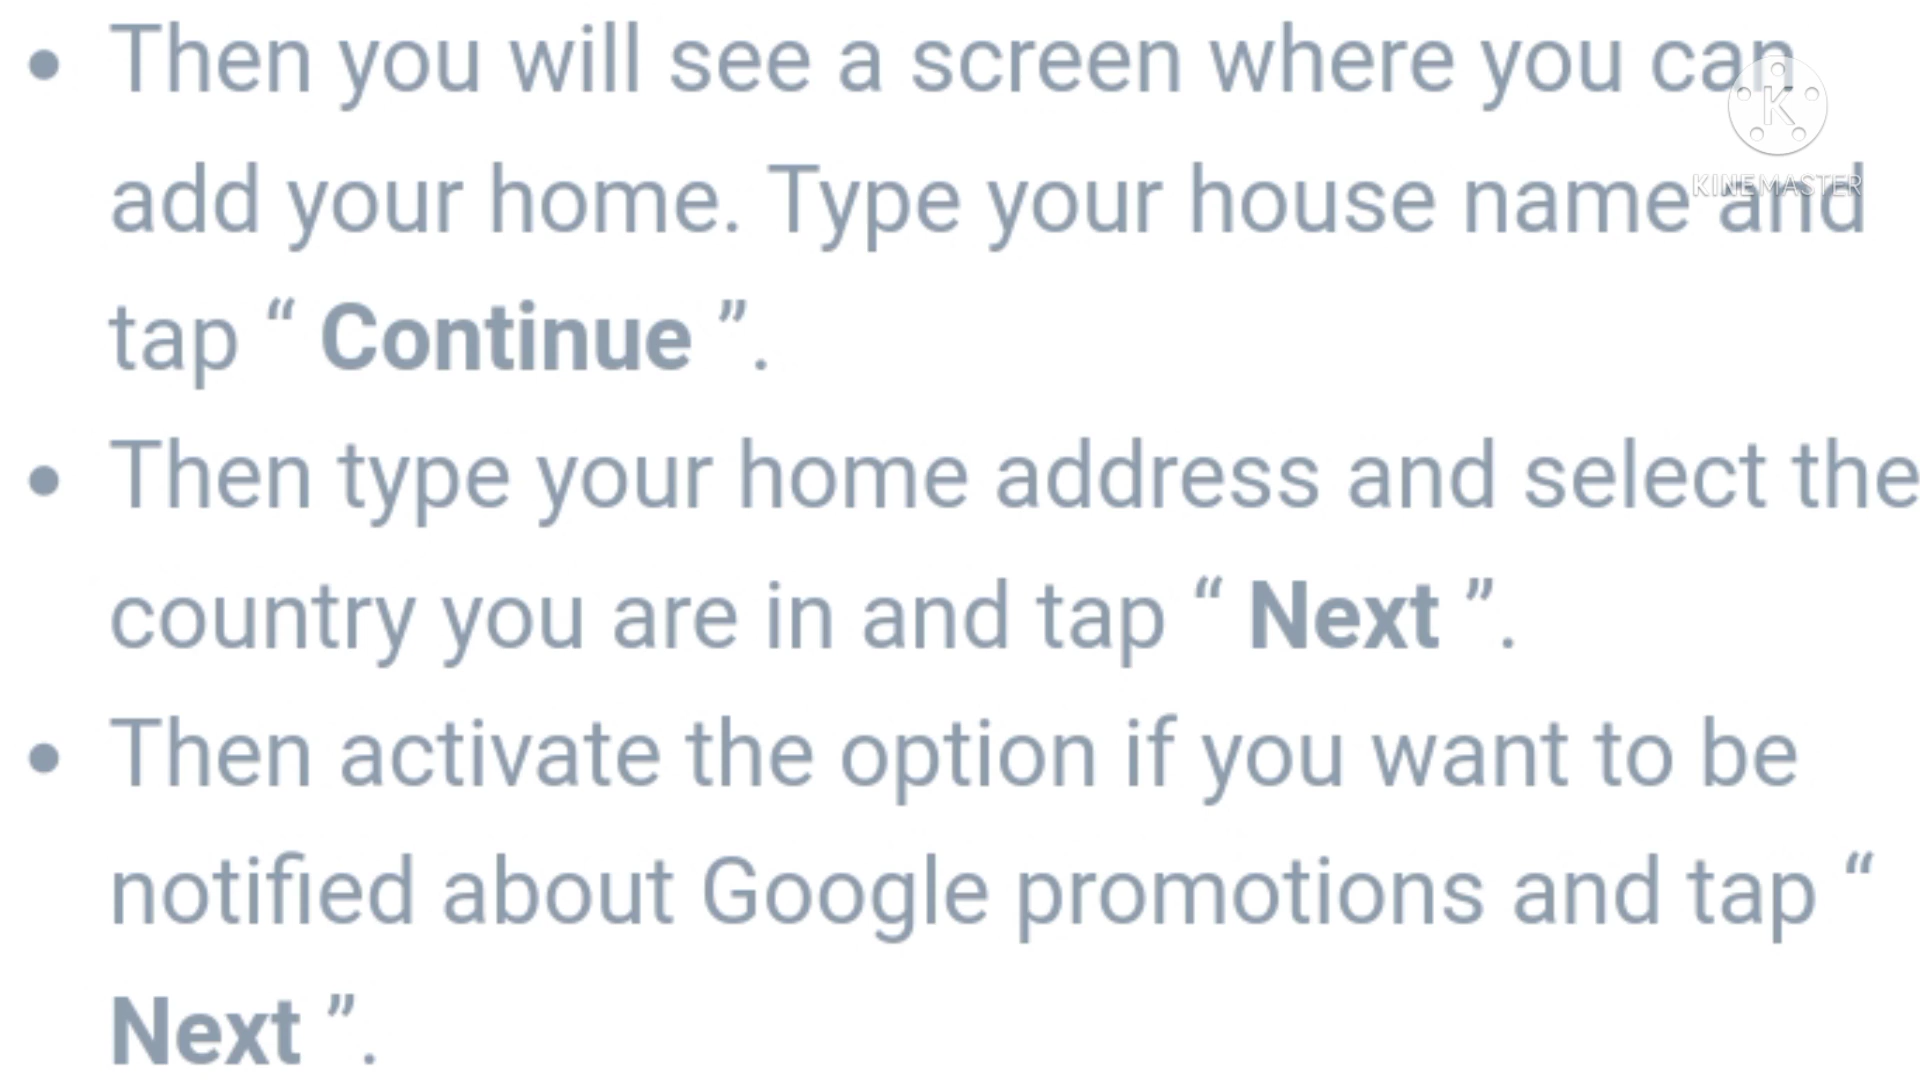 • Then you will see a screen where you can
add your home. Type your house name and
tap “ Continue ”.
• Then type your home address and select the
country you are in and tap “ Next ”.
• Then activate the option if you want to be
notified about Google promotions and tap “
Next ”.
K
KINEMASTER